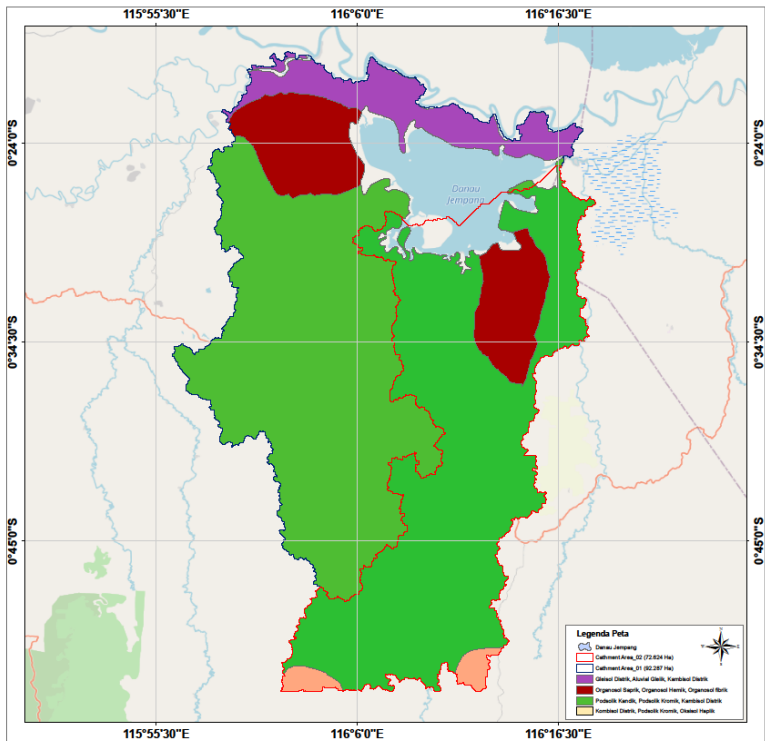 115°55'30"E 116°6'0"E 116°16'30"E
0°24'0"S 0°24'0"S
Danau
Jempang
0°34'30"S 0°34'30"S
0°45'0"S 0°45'0"S
Legenda Peta
Danau Jempang
Cathment Area_02 (72.624 Ha)
Cathment Area_01 (92.267 Ha)
Gleisol Distrik, Aluvial Gleiik, Kambisol Distrik
Organosol Saprik, Organosol Hemik, Organosol fibrik
Podsolik Kandik, Podsolik Kromik, Kambisol Distrik
Kombisol Distrik, Podsolik Kromik, Oksisol Haplik
115°55'30"E 116°6'0"E 116°16'30"E